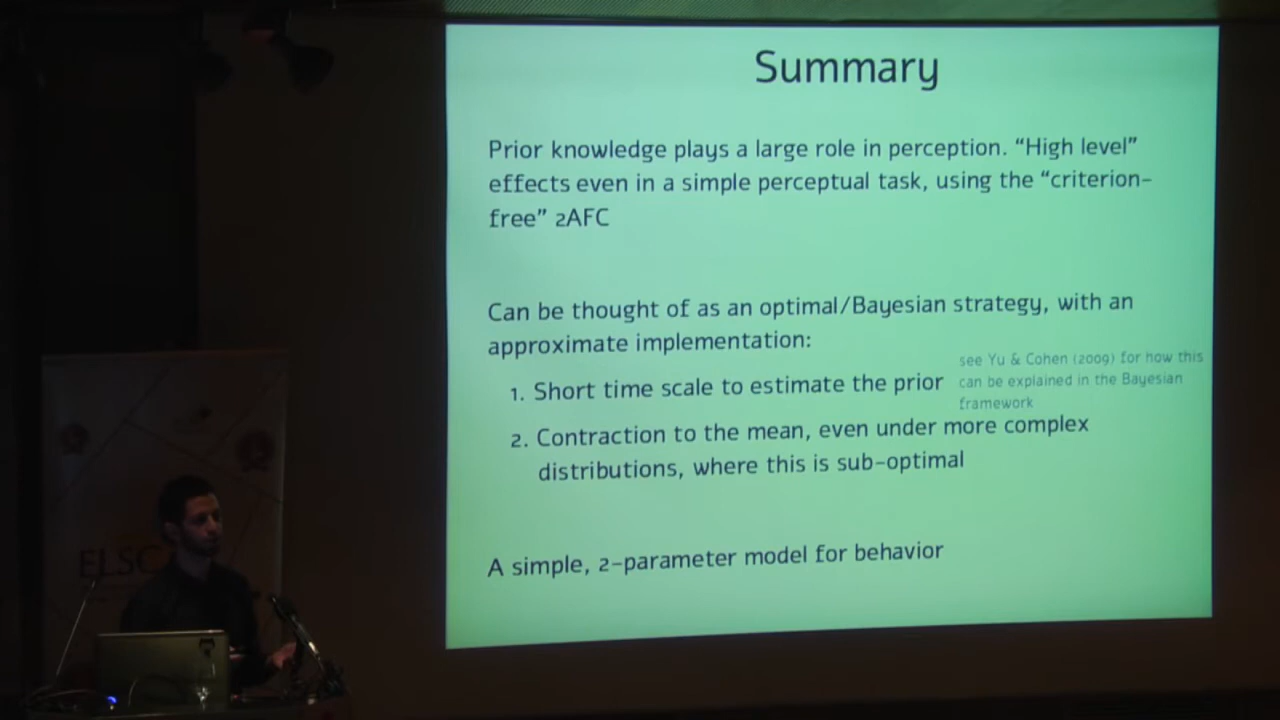 Summary
Prior knowledge plays a large role in perception. “High level”
effects even in a simple perceptual task, using the “criterion-
free” 2AFC
Can be thought of as an optimal/Bayesian strategy, with an
approximate implementation:
1. Short time scale to estimate the prior
see Yu & Cohen (2009) for how this
can be explained in the Bayesian
framework
2. Contraction to the mean, even under more complex
distributions, where this is sub-optimal
A simple, 2-parameter model for behavior
ELSC